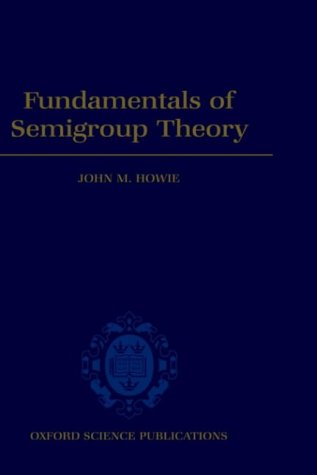 Fundamentals of
Semigroup Theory
JOHN M. HOWIE
OXFORD SCIENCE PUBLICATIONS